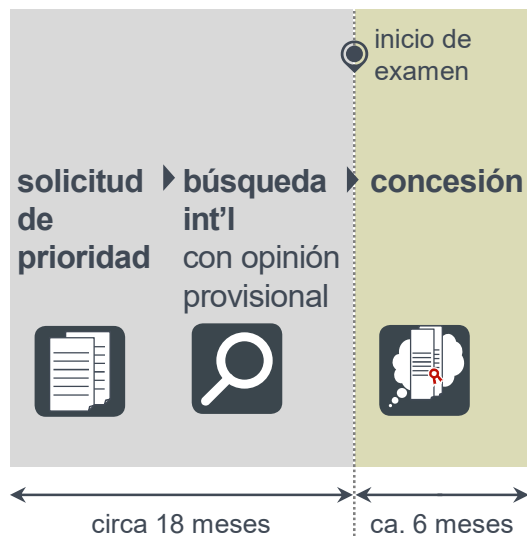 inicio de
examen
solicitud
de
prioridad
búsqueda
int'l
con opinión
provisional
concesión
circa 18 meses
ca. 6 meses